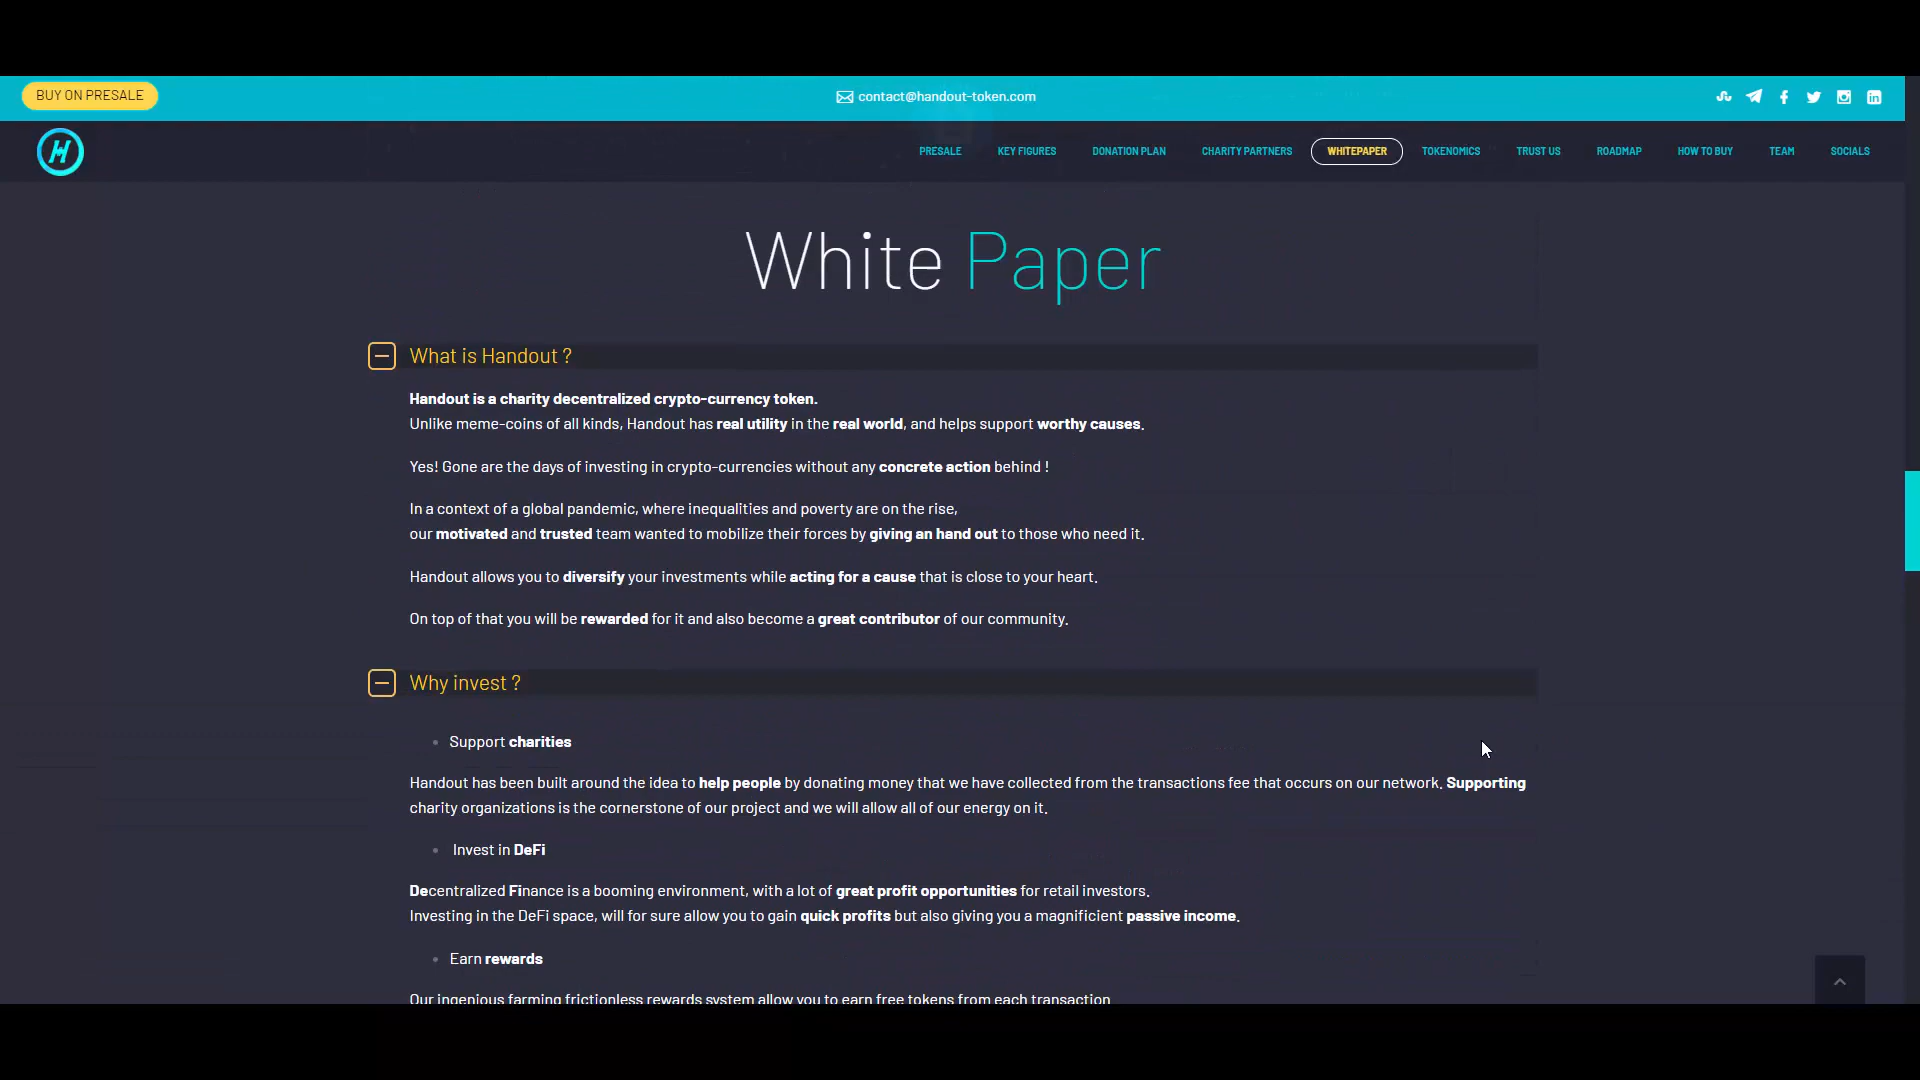 BUY ON PRESALE
contact@handout-token.com
H
PRESALE KEY FIGURES DONATION PLAN CHARITY PARTNERS WHITEPAPER TOKENOMICS TRUST US ROADMAP HOW TO BUY TEAM SOCIALS
White Paper
What is Handout ?
Handout is a charity decentralized crypto-currency token.
Unlike meme-coins of all kinds, Handout has real utility in the real world, and helps support worthy causes.
Yes! Gone are the days of investing in crypto-currencies without any concrete action behind !
In a context of a global pandemic, where inequalities and poverty are on the rise,
our motivated and trusted team wanted to mobilize their forces by giving an hand out to those who need it.
Handout allows you to diversify your investments while acting for a cause that is close to your heart.
On top of that you will be rewarded for it and also become a great contributor of our community.
Why invest ?
Support charities
Handout has been built around the idea to help people by donating money that we have collected from the transactions fee that occurs on our network. Supporting
charity organizations is the cornerstone of our project and we will allow all of our energy on it.
Invest in DeFi
Decentralized Finance is a booming environment, with a lot of great profit opportunities for retail investors.
Investing in the DeFi space, will for sure allow you to gain quick profits but also giving you a magnificient passive income.
Earn rewards
Our ingenious farming frictionless rewards system allow you to earn free tokens from each transaction